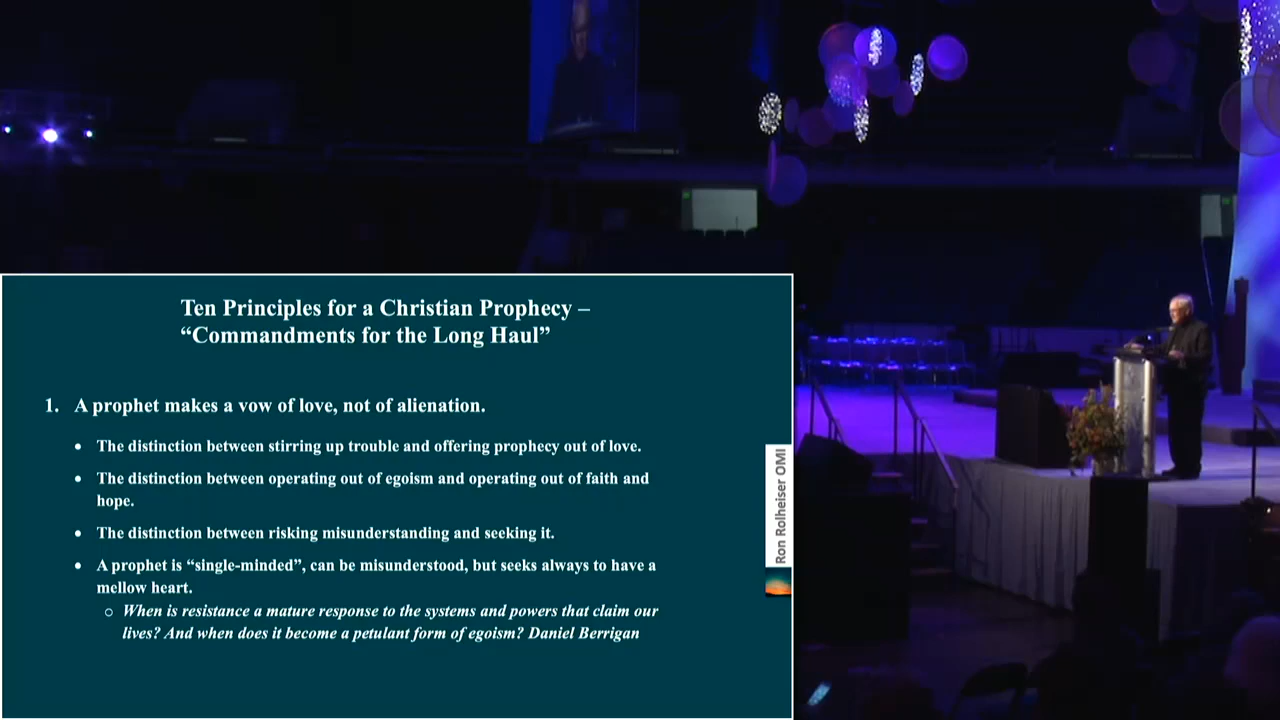 Ten Principles for a Christian Prophecy –
“Commandments for the Long Haul”
1. A prophet makes a vow of love, not of alienation.
• The distinction between stirring up trouble and offering prophecy out of love.
• The distinction between operating out of egoism and operating out of faith and
hope.
• The distinction between risking misunderstanding and seeking it.
• A prophet is “single-minded”, can be misunderstood, but seeks always to have a
mellow heart.
○ When is resistance a mature response to the systems and powers that claim our
lives? And when does it become a petulant form of egoism? Daniel Berrigan
Ron Rolheiser OMI